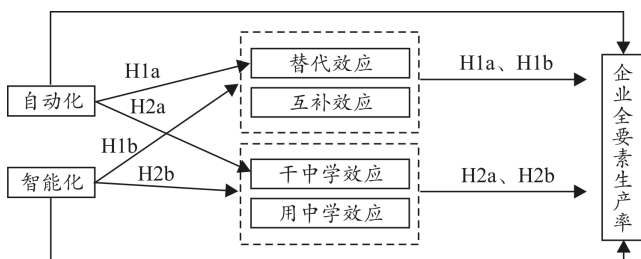 自动化
智能化
H1a
H2a
H1b
H2b
替代效应
互补效应
干中学效应
用中学效应
H1a、H1b
H2a、H2b
企业全要素生产率